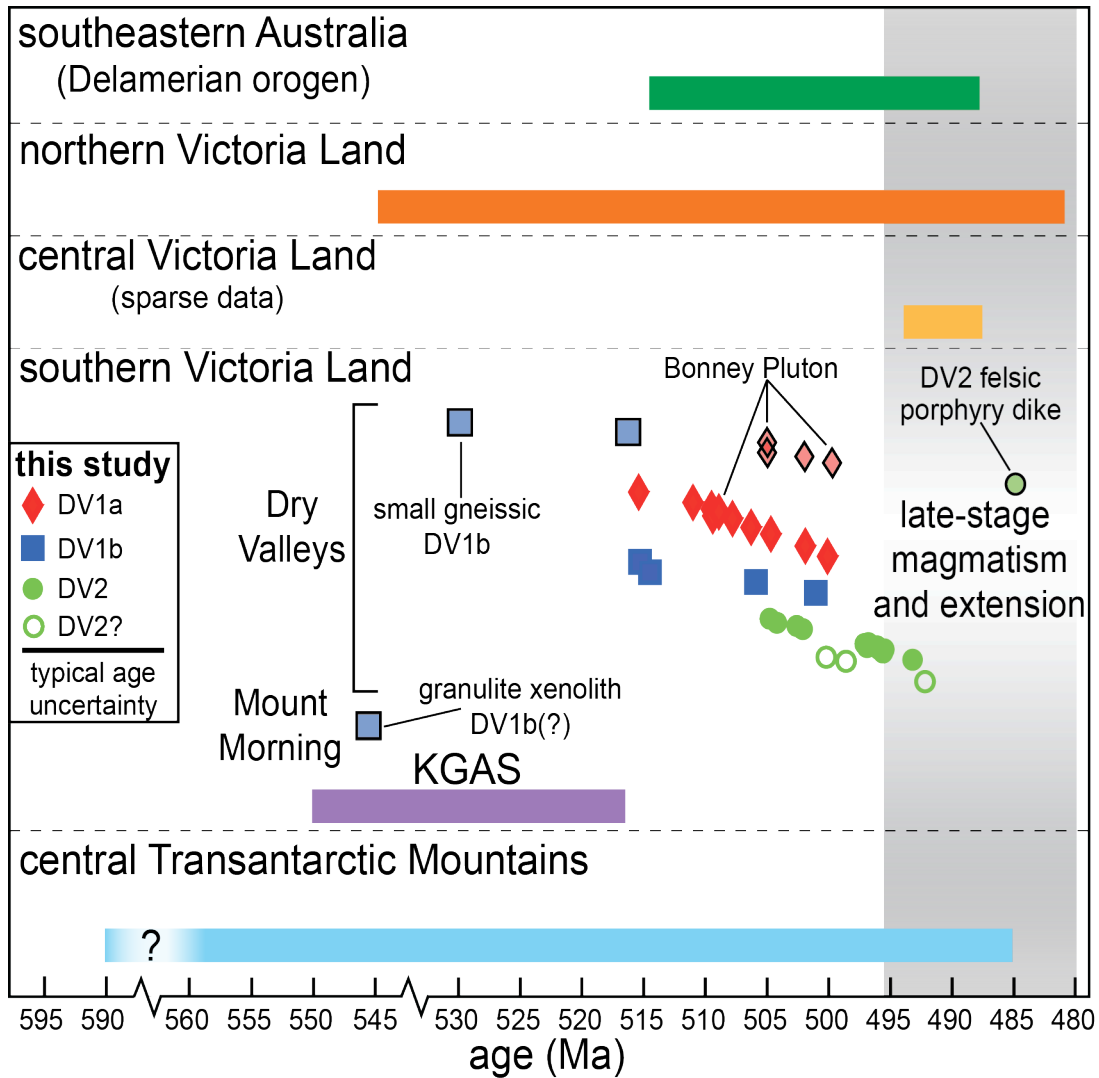 southeastern Australia
(Delamerian orogen)
northern Victoria Land
central Victoria Land
(sparse data)
southern Victoria Land
Bonney Pluton
DV2 felsic
porphyry dike
this study
DV1a
DV1b
DV2
DV2?
typical age
uncertainty
Dry
Valleys
small gneissic
DV1b
late-stage
magmatism
and extension
Mount
Morning
granulite xenolith
DV1b(?)
KGAS
central Transantarctic Mountains
?
595 590 560 555 550 545 530 525 520 515 510 505 500 495 490 485 480
age (Ma)